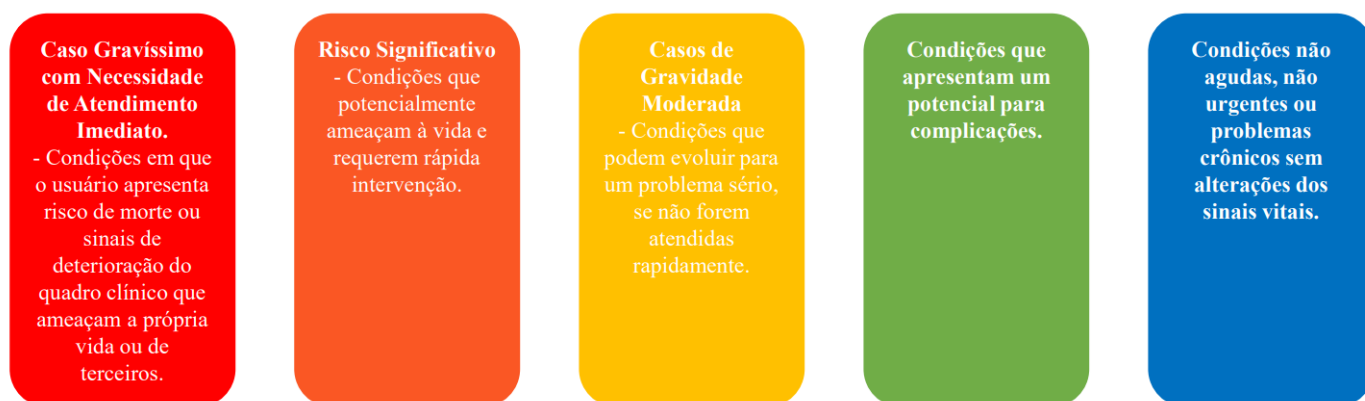 Caso Gravíssimo
com Necessidade
de Atendimento
Imediato.
- Condições em que
o usuário apresenta
risco de morte ou
sinais de
deterioração do
quadro clínico que
ameaçam a própria
vida ou de
terceiros.
Risco Significativo
- Condições que
potencialmente
ameaçam à vida e
requerem rápida
intervenção.
Casos de
Gravidade
Moderada
- Condições que
podem evoluir para
um problema sério,
se não forem
atendidas
rapidamente.
Condições que
apresentam um
potencial para
complicações.
Condições não
agudas, não
urgentes ou
problemas
crônicos sem
alterações dos
sinais vitais.